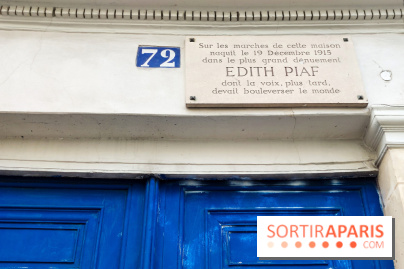 72
Sur les marches de cette maison
naquit le 19 Décembre 1915
dans le plus grand dénuement
EDITH PIAF
dont la voix, plus tard,
devait bouleverser le monde
SORTIRAPARIS
.COM